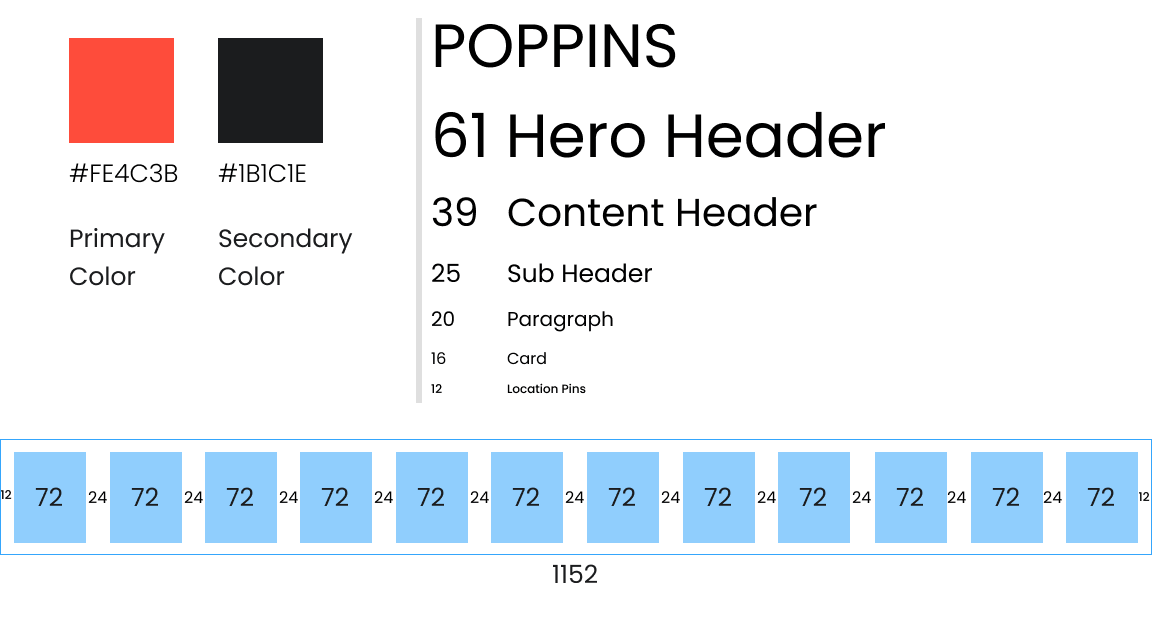 #FE4C3B
#1B1C1E
Primary
Color
Secondary
Color
POPPINS
61 Hero Header
39 Content Header
25 Sub Header
20 Paragraph
16 Card
12 Location Pins
12 72 24 72 24 72 24 72 24 72 24 72 24 72 24 72 24 72 24 72 24 72 24 72 12
1152